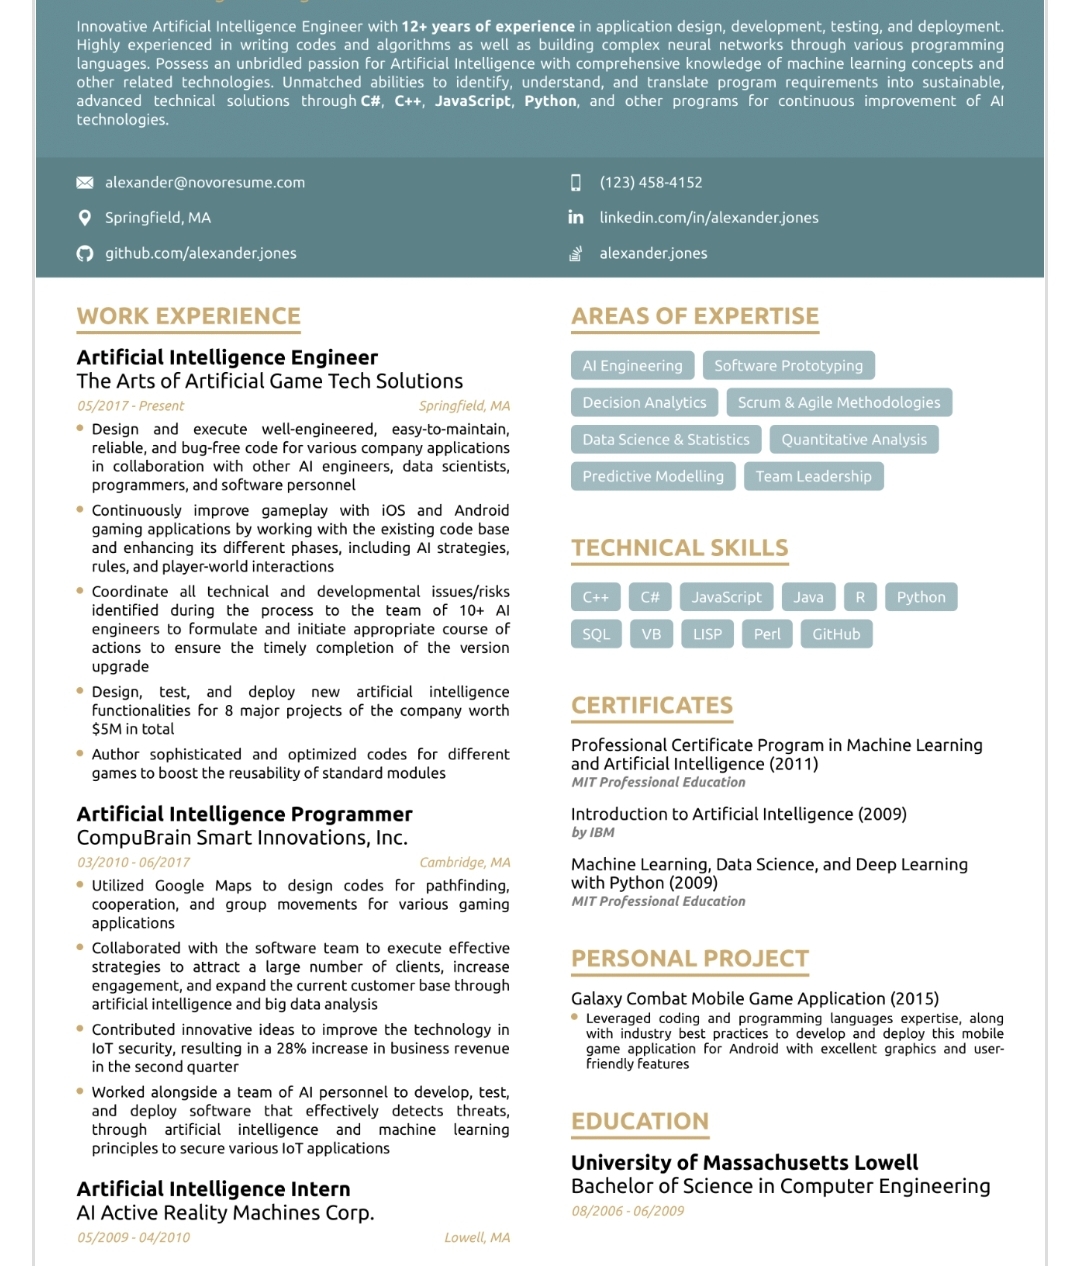 Innovative Artificial Intelligence Engineer with 12+ years of experience in application design, development, testing, and deployment.
Highly experienced in writing codes and algorithms as well as building complex neural networks through various programming
languages. Possess an unbridled passion for Artificial Intelligence with comprehensive knowledge of machine learning concepts and
other related technologies. Unmatched abilities to identify, understand, and translate program requirements into sustainable,
advanced technical solutions through C#, C++, JavaScript, Python, and other programs for continuous improvement of AI
technologies.
alexander@novoresume.com
(123) 458-4152
Springfield, MA
linkedin.com/in/alexander.jones
github.com/alexander.jones
alexander.jones
WORK EXPERIENCE
Artificial Intelligence Engineer
The Arts of Artificial Game Tech Solutions
05/2017 - Present
Springfield, MA
Design and execute well-engineered, easy-to-maintain,
reliable, and bug-free code for various company applications
in collaboration with other AI engineers, data scientists,
programmers, and software personnel
Continuously improve gameplay with iOS and Android
gaming applications by working with the existing code base
and enhancing its different phases, including AI strategies,
rules, and player-world interactions
Coordinate all technical and developmental issues/risks
identified during the process to the team of 10+ AI
engineers to formulate and initiate appropriate course of
actions to ensure the timely completion of the version
upgrade
Design, test, and deploy new artificial intelligence
functionalities for 8 major projects of the company worth
$5M in total
Author sophisticated and optimized codes for different
games to boost the reusability of standard modules
Artificial Intelligence Programmer
CompuBrain Smart Innovations, Inc.
03/2010 - 06/2017
Cambridge, MA
Utilized Google Maps to design codes for pathfinding,
cooperation, and group movements for various gaming
applications
Collaborated with the software team to execute effective
strategies to attract a large number of clients, increase
engagement, and expand the current customer base through
artificial intelligence and big data analysis
Contributed innovative ideas to improve the technology in
IoT security, resulting in a 28% increase in business revenue
in the second quarter
Worked alongside a team of AI personnel to develop, test,
and deploy software that effectively detects threats,
through artificial intelligence and machine learning
principles to secure various IoT applications
Artificial Intelligence Intern
AI Active Reality Machines Corp.
05/2009 - 04/2010
Lowell, MA
AREAS OF EXPERTISE
AI Engineering
Software Prototyping
Decision Analytics
Scrum & Agile Methodologies
Data Science & Statistics
Quantitative Analysis
Predictive Modelling
Team Leadership
TECHNICAL SKILLS
C++
C#
JavaScript
Java
R
Python
SQL
VB
LISP
Perl
GitHub
CERTIFICATES
Professional Certificate Program in Machine Learning
and Artificial Intelligence (2011)
MIT Professional Education
Introduction to Artificial Intelligence (2009)
by IBM
Machine Learning, Data Science, and Deep Learning
with Python (2009)
MIT Professional Education
PERSONAL PROJECT
Galaxy Combat Mobile Game Application (2015)
Leveraged coding and programming languages expertise, along
with industry best practices to develop and deploy this mobile
game application for Android with excellent graphics and user-
friendly features
EDUCATION
University of Massachusetts Lowell
Bachelor of Science in Computer Engineering
08/2006 - 06/2009